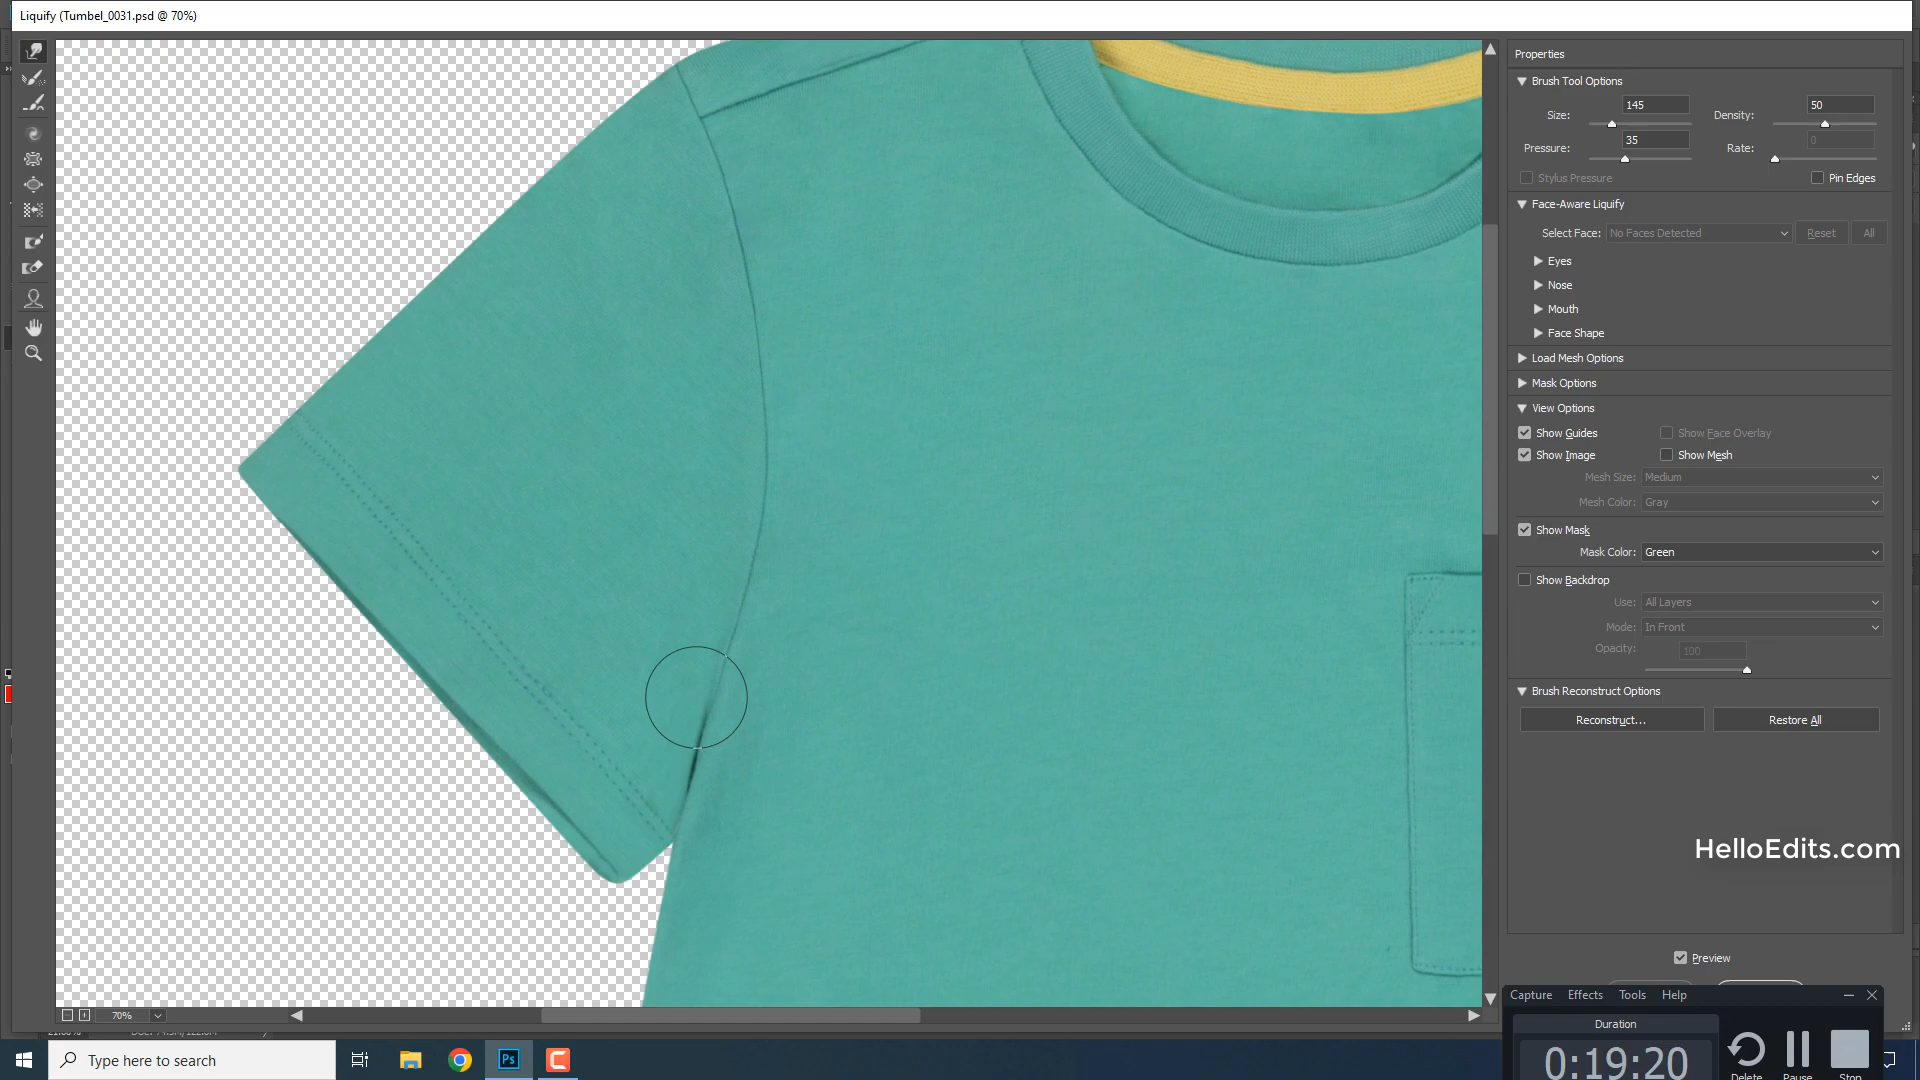 Liquify (Tumbel_0031.psd @ 70%)
Properties
Brush Tool Options
Size: 145
Density: 50
Pressure: 35
Rate: 0
Stylus Pressure
Pin Edges
Face-Aware Liquify
Select Face: No Faces Detected
Reset
All
Eyes
Nose
Mouth
Face Shape
Load Mesh Options
Mask Options
View Options
Show Guides
Show Face Overlay
Show Image
Show Mesh
Mesh Size: Medium
Mesh Color: Gray
Show Mask
Mask Color: Green
Show Backdrop
Use: All Layers
Mode: In Front
Opacity: 100
Brush Reconstruct Options
Reconstruct...
Restore All
HelloEdits.com
Preview
Capture Effects Tools Help
Duration
0:19:20
Delete Pause Stop
70%
Type here to search
Ps